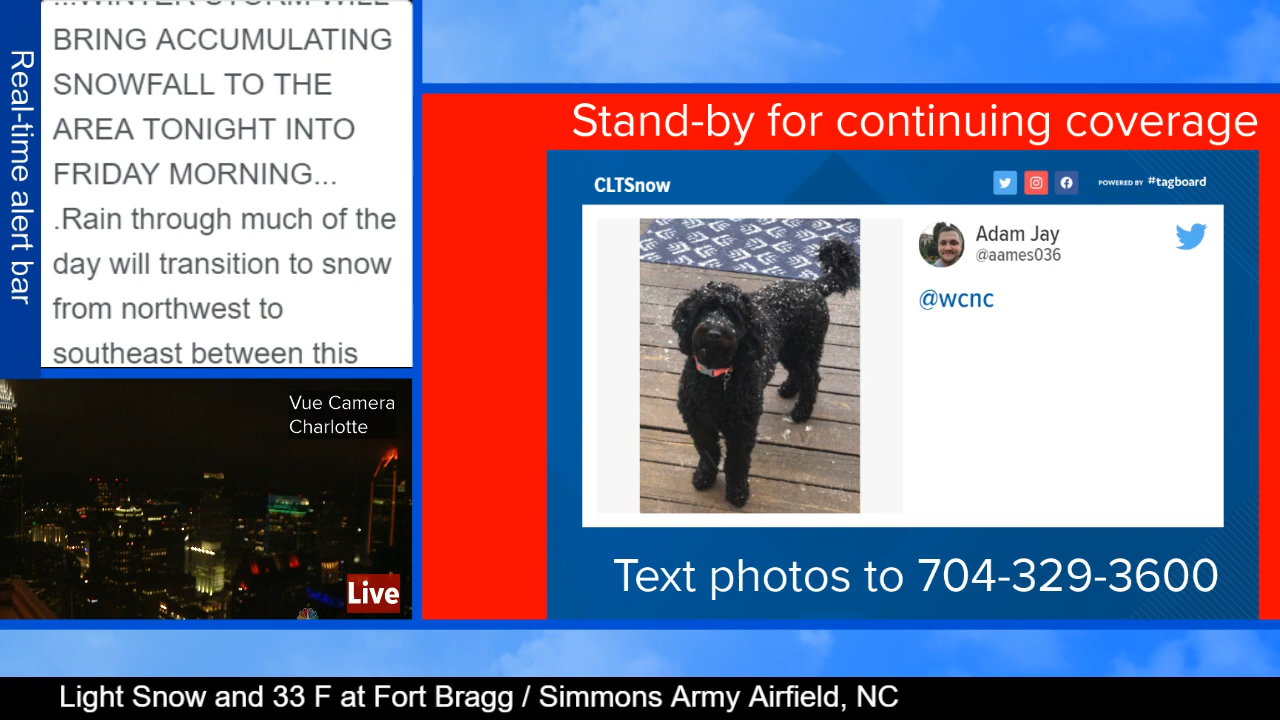 Real-time alert bar
...WINTER STORM WILL
BRING ACCUMULATING
SNOWFALL TO THE
AREA TONIGHT INTO
FRIDAY MORNING...
.Rain through much of the
day will transition to snow
from northwest to
southeast between this
Vue Camera
Charlotte
Live
Stand-by for continuing coverage
CLTSnow
POWERED BY #tagboard
Adam Jay
@aames036
@wcnc
Text photos to 704-329-3600
Light Snow and 33 F at Fort Bragg / Simmons Army Airfield, NC